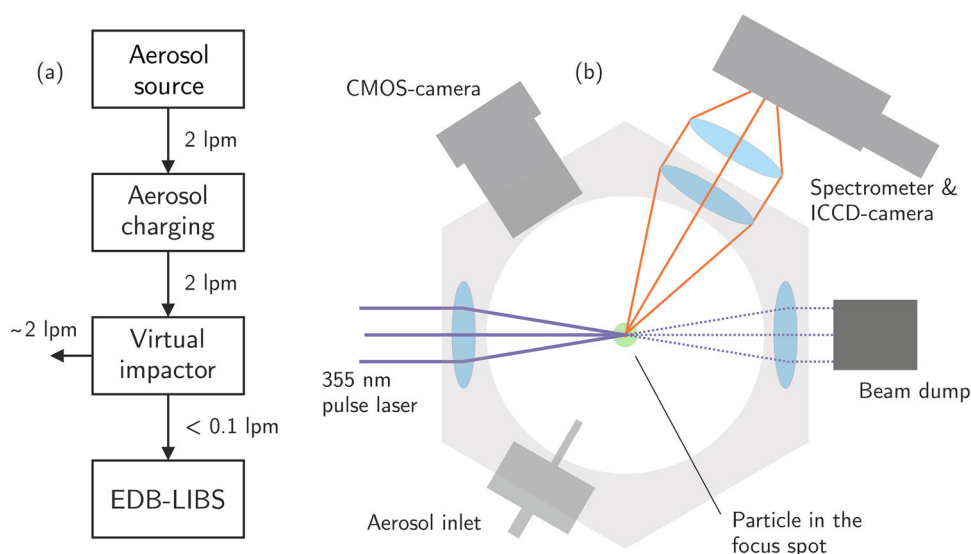 (a)
Aerosol
source
2 lpm
Aerosol
charging
2 lpm
~2 lpm
Virtual
impactor
< 0.1 lpm
EDB-LIBS
(b)
CMOS-camera
Spectrometer &
ICCD-camera
355 nm
pulse laser
Beam dump
Aerosol inlet
Particle in the
focus spot